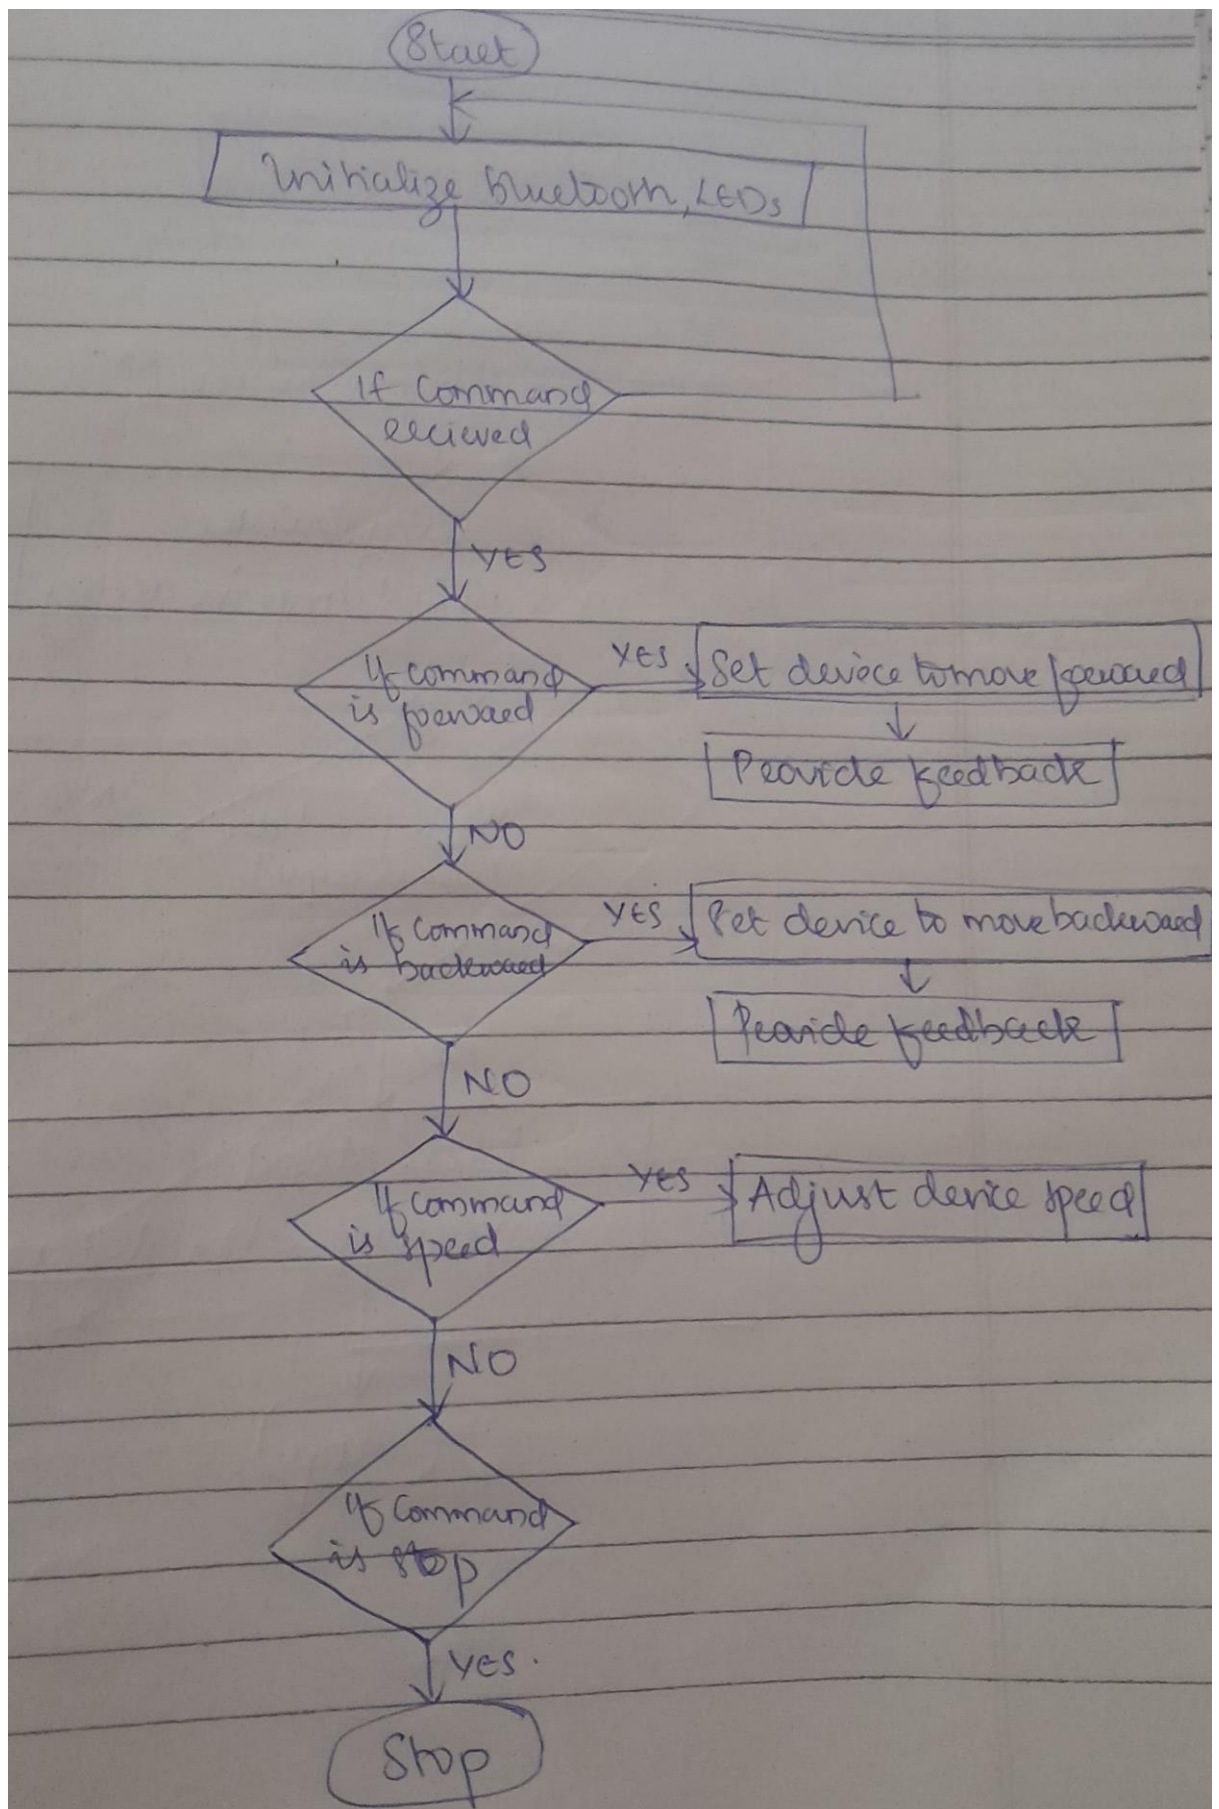 Start
Initialize bluetooth, LEDs
If Command
recieved
YES
If command
is forward
YES
Set device to move forward
Provide feedback
NO
If Command
is backward
YES
Set device to move backward
Provide feedback
NO
If command
is speed
YES
Adjust device speed
NO
If Command
is stop
YES.
Stop